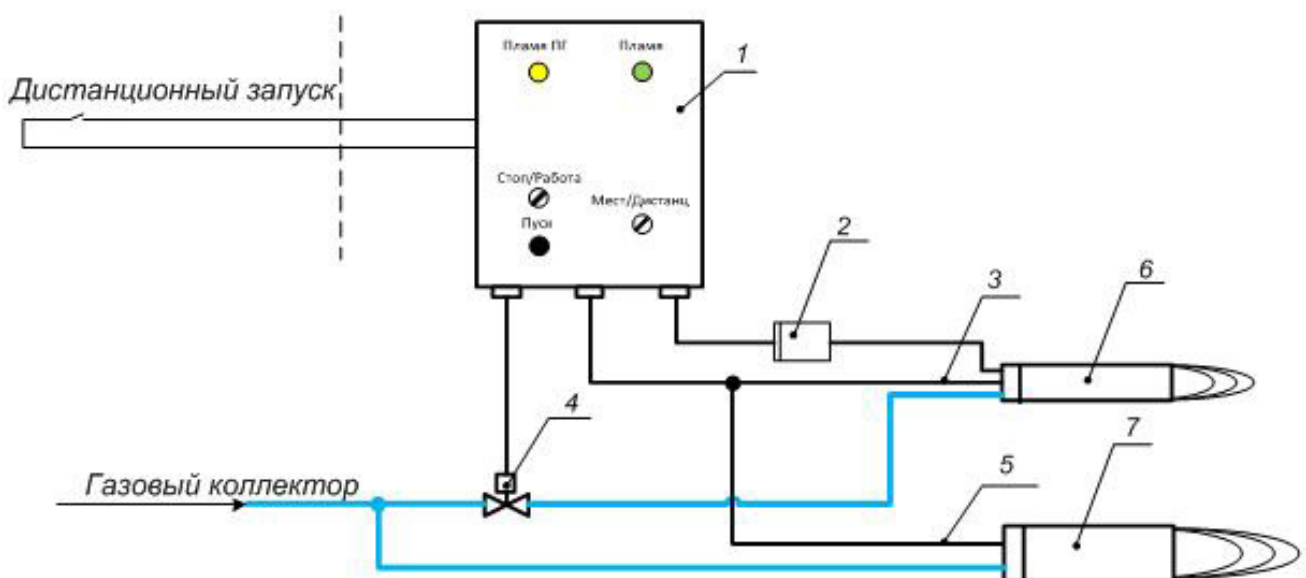 Пламя ПГ
Пламя
1
Дистанционный запуск
Стоп/Работа
Мест/Дистанц
Пуск
2
3
6
4
7
Газовый коллектор
5